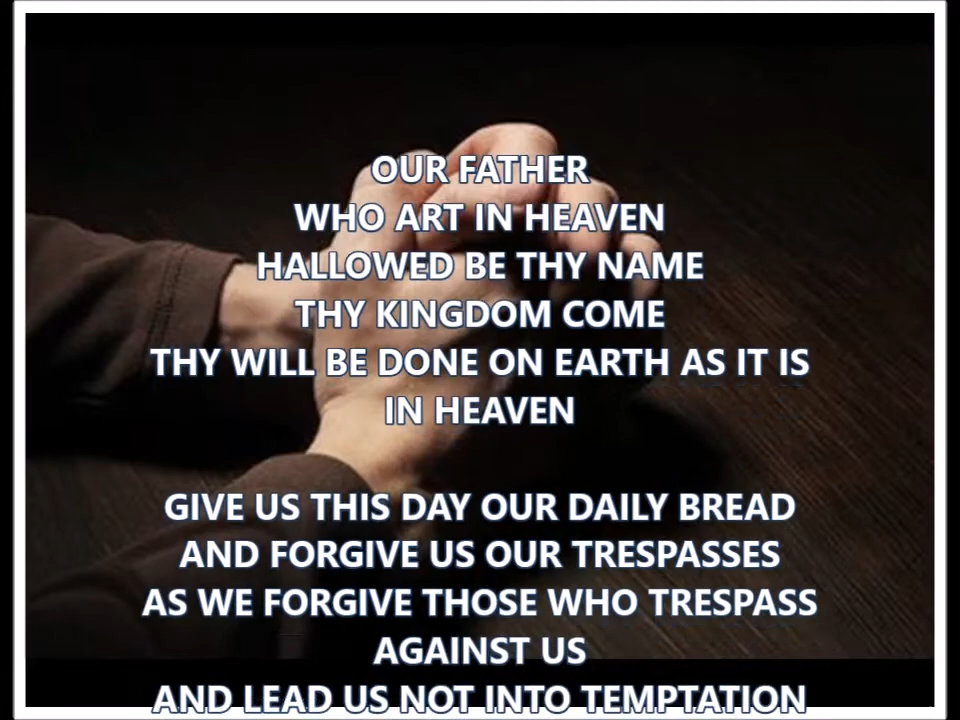 OUR FATHER
WHO ART IN HEAVEN
HALLOWED BE THY NAME
THY KINGDOM COME
THY WILL BE DONE ON EARTH AS IT IS
IN HEAVEN
GIVE US THIS DAY OUR DAILY BREAD
AND FORGIVE US OUR TRESPASSES
AS WE FORGIVE THOSE WHO TRESPASS
AGAINST US
AND LEAD US NOT INTO TEMPTATION